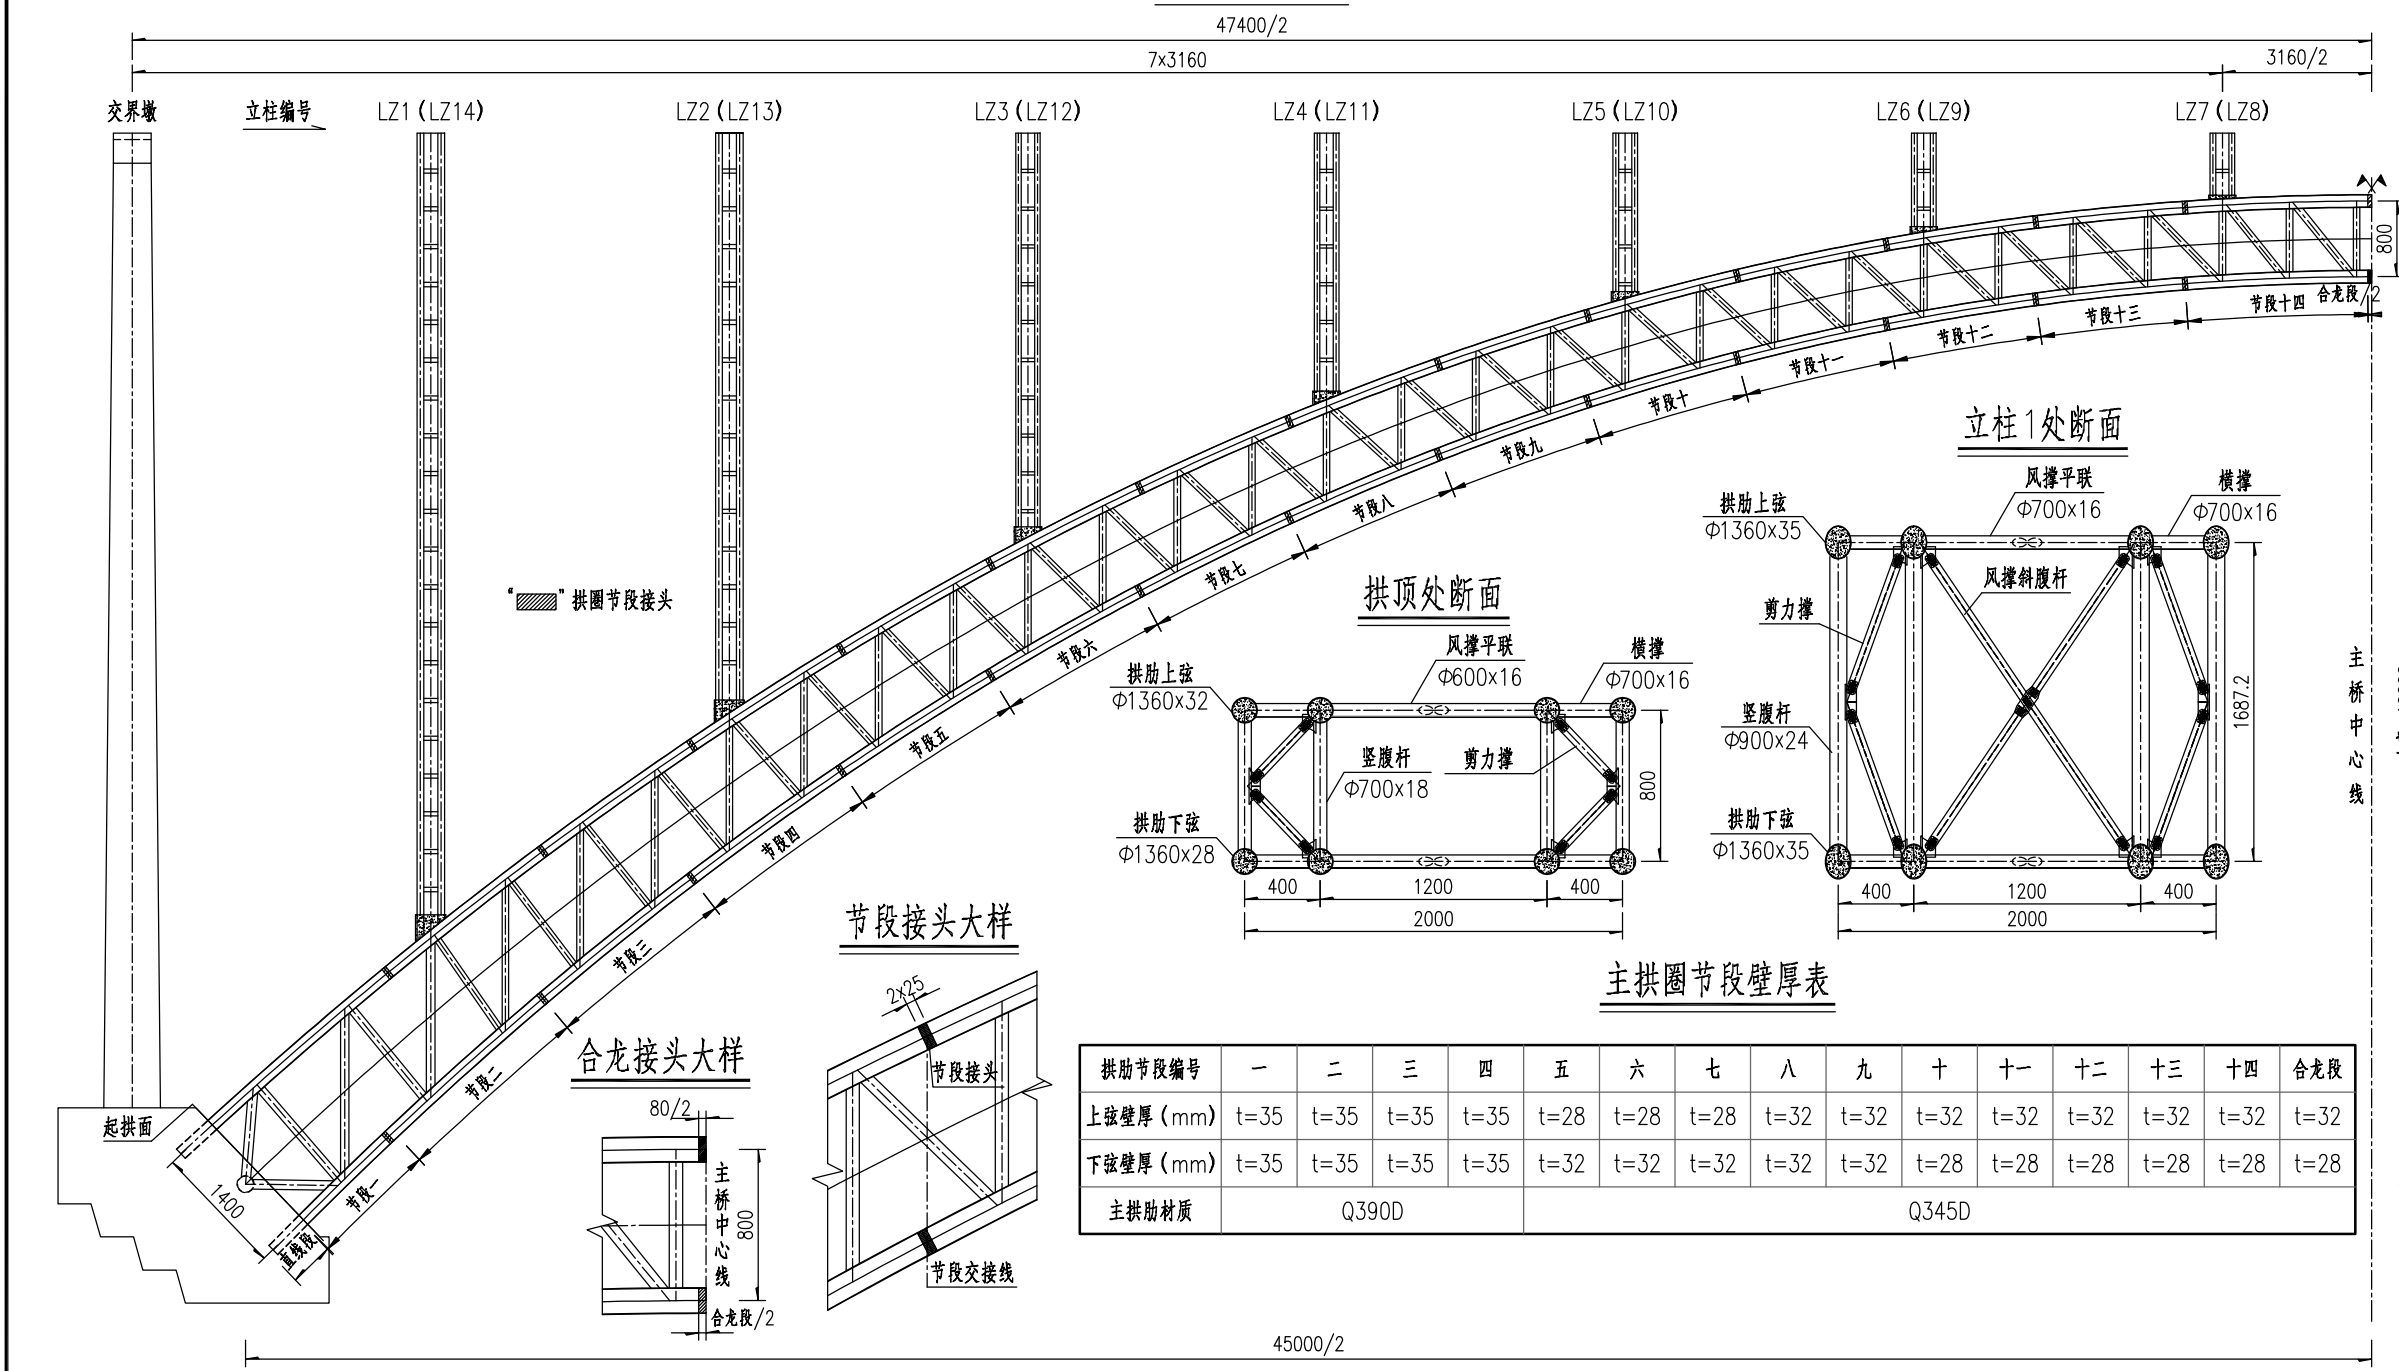 47400/2
7x3160
3160/2
交界墩
立柱编号
LZ1(LZ14)
LZ2(LZ13)
LZ3(LZ12)
LZ4(LZ11)
LZ5(LZ10)
LZ6(LZ9)
LZ7(LZ8)
800
合龙段/2
节段十四
节段十三
节段十二
节段十一
节段十
节段九
节段八
节段七
节段六
节段五
节段四
节段三
节段二
节段一
直线段
1400
起拱面
“ ” 拱圈节段接头
立柱1处断面
风撑平联
Φ700x16
横撑
Φ700x16
拱肋上弦
Φ1360x35
风撑斜腹杆
剪力撑
竖腹杆
Φ900x24
拱肋下弦
Φ1360x35
1687.2
400
1200
400
2000
主桥中心线
拱顶处断面
风撑平联
Φ600x16
横撑
Φ700x16
拱肋上弦
Φ1360x32
竖腹杆
Φ700x18
剪力撑
拱肋下弦
Φ1360x28
800
400
1200
400
2000
节段接头大样
2x25
节段接头
节段交接线
合龙接头大样
80/2
主桥中心线
800
合龙段/2
主拱圈节段壁厚表
拱肋节段编号 一 二 三 四 五 六 七 八 九 十 十一 十二 十三 十四 合龙段
上弦壁厚(mm) t=35 t=35 t=35 t=35 t=28 t=28 t=28 t=32 t=32 t=32 t=32 t=32 t=32 t=32 t=32
下弦壁厚(mm) t=35 t=35 t=35 t=35 t=32 t=32 t=32 t=32 t=32 t=28 t=28 t=28 t=28 t=28 t=28
主拱肋材质 Q390D Q345D
45000/2